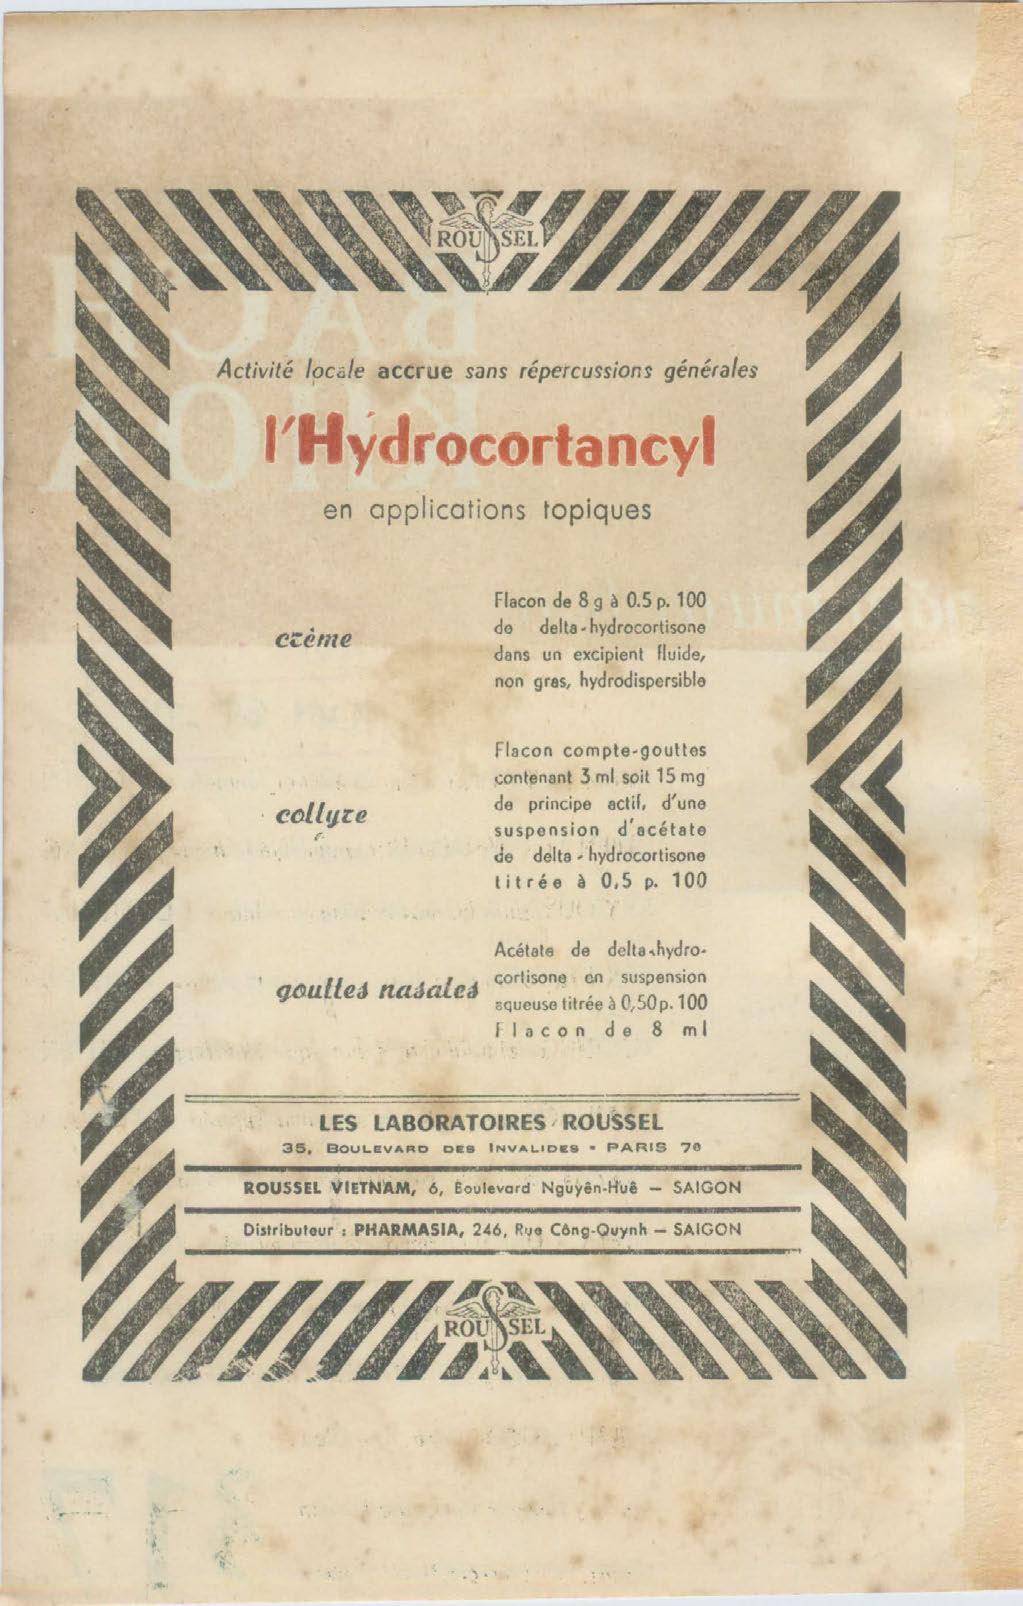 ROUSSEL
Activité locale accrue sans répercussions générales
l'Hydrocortancyl
en applications topiques
crème
Flacon de 8 g à 0.5 p. 100
de delta-hydrocortisone
dans un excipient fluide,
non gras, hydrodispersible
collyre
Flacon compte-gouttes
contenant 3 ml soit 15 mg
de principe actif, d'une
suspension d'acétate
de delta-hydrocortisone
titrée à 0,5 p. 100
gouttes nasales
Acétate de delta-hydro-
cortisone en suspension
aqueuse titrée à 0,50 p. 100
Flacon de 8 ml
LES LABORATOIRES ROUSSEL
35, BOULEVARD DES INVALIDES - PARIS 7e
ROUSSEL VIETNAM, 6, Boulevard Nguyên-Huê — SAIGON
Distributeur : PHARMASIA, 246, Rue Công-Quynh — SAIGON
ROUSSEL
BACH
KHOA
317